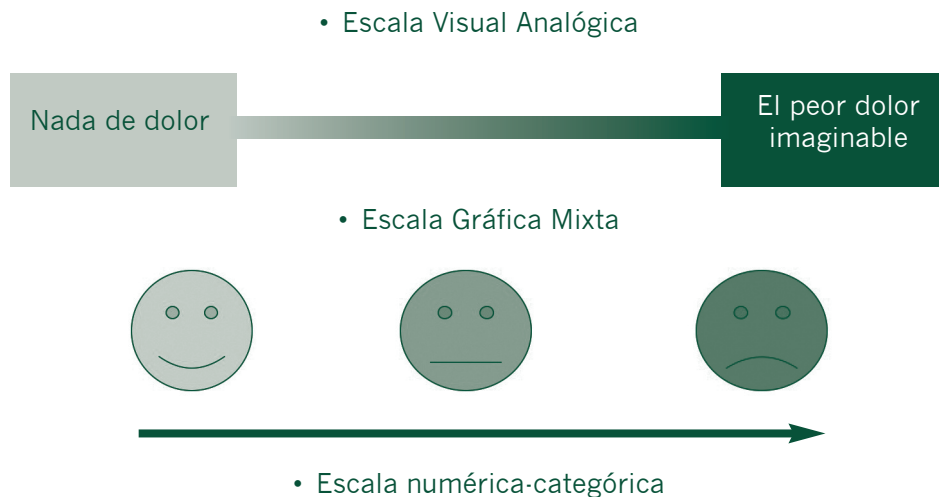 • Escala Visual Analógica
Nada de dolor
El peor dolor
imaginable
• Escala Gráfica Mixta
• Escala numérica-categórica